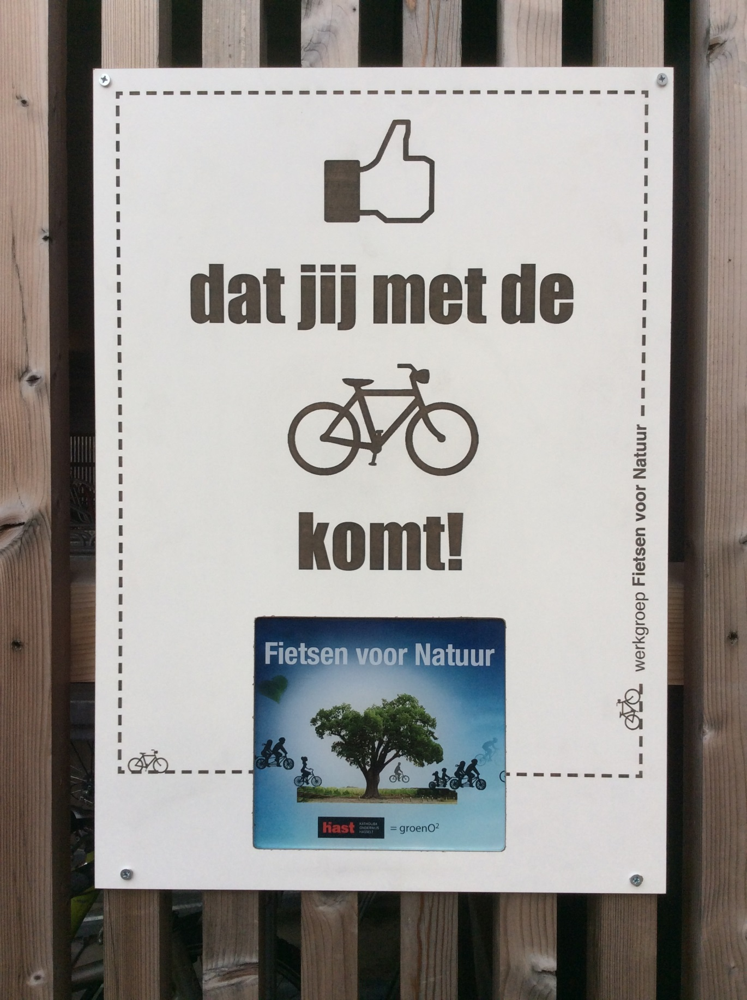 dat jij met de
komt!
werkgroep Fietsen voor Natuur
Fietsen voor Natuur
hast
KATHOLIEK
ONDERWIJS
HASSELT
= groenO²